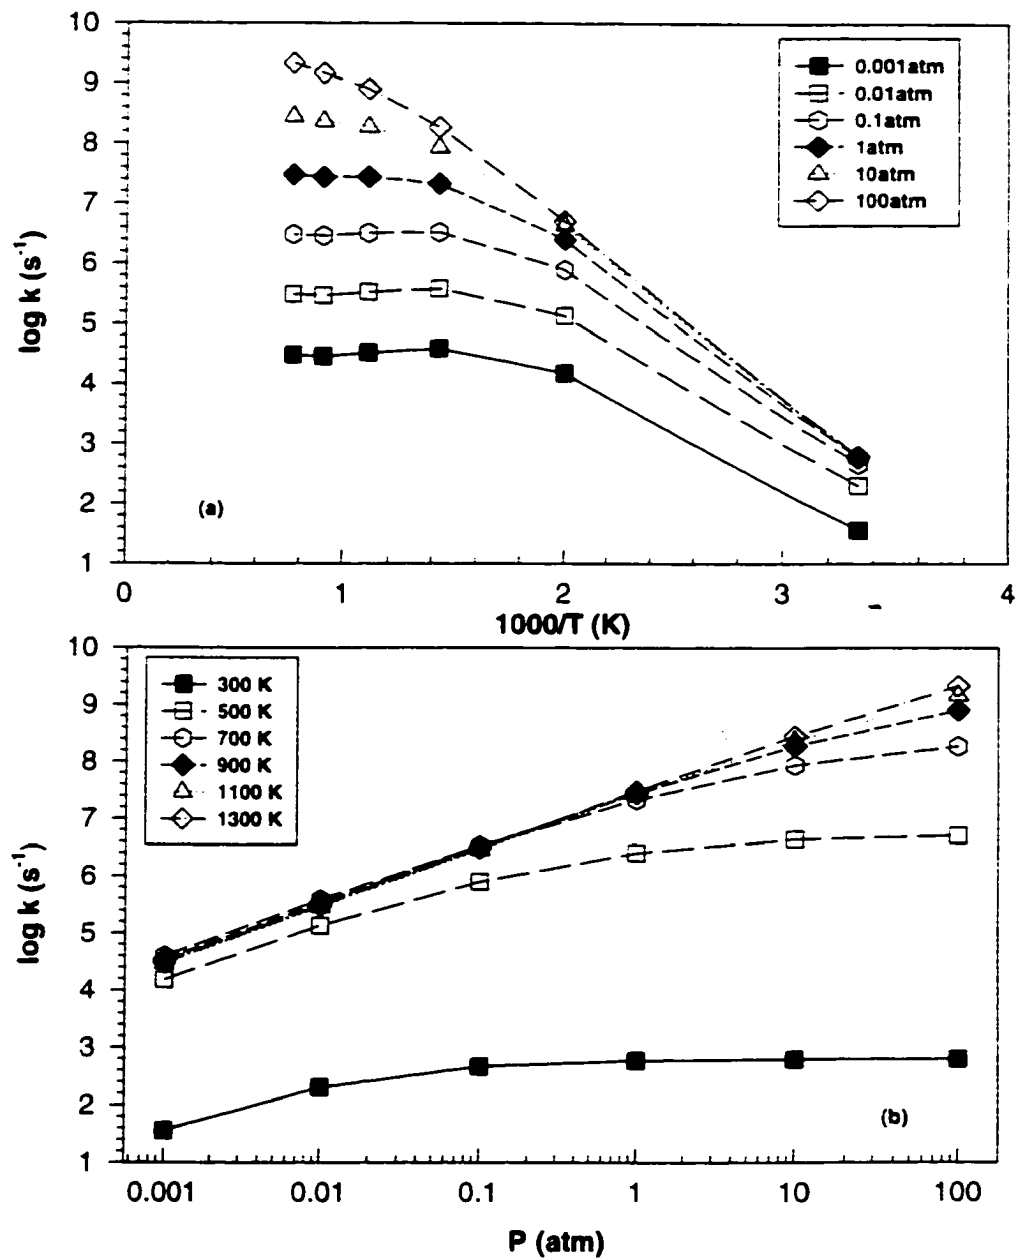 10
9
8
7
6
5
4
3
2
1
log k (s⁻¹)
0.001atm
0.01atm
0.1atm
1atm
10atm
100atm
(a)
0 1 2 3 4
1000/T (K)
10
9
8
7
6
5
4
3
2
1
log k (s⁻¹)
300 K
500 K
700 K
900 K
1100 K
1300 K
(b)
0.001 0.01 0.1 1 10 100
P (atm)